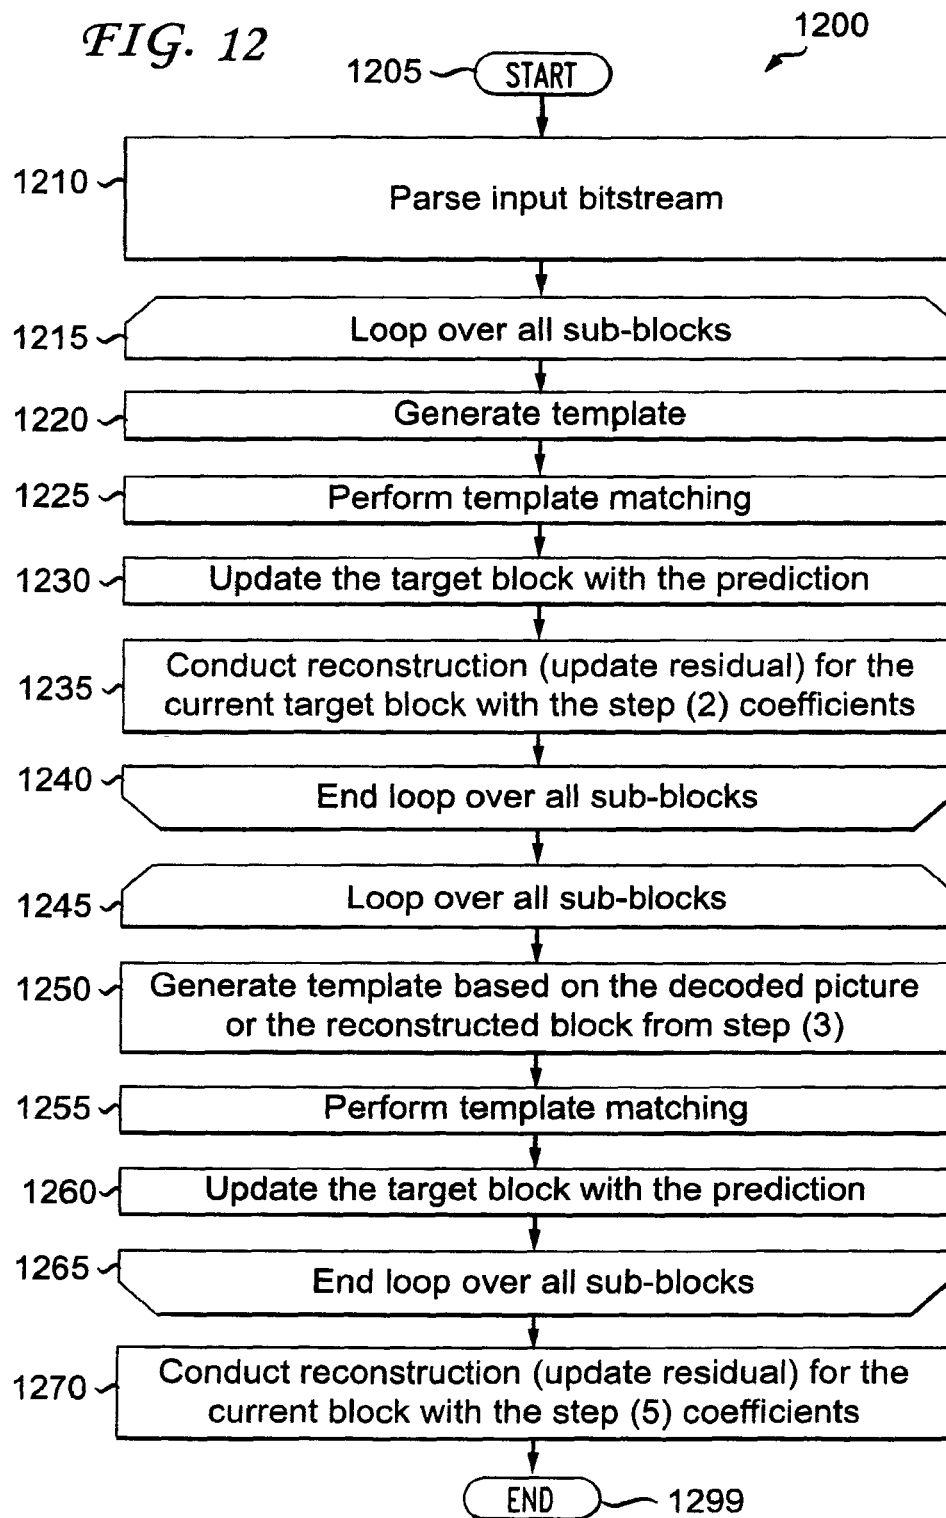 FIG. 12
1200
1205 START
1210 Parse input bitstream
1215 Loop over all sub-blocks
1220 Generate template
1225 Perform template matching
1230 Update the target block with the prediction
1235 Conduct reconstruction (update residual) for the
current target block with the step (2) coefficients
1240 End loop over all sub-blocks
1245 Loop over all sub-blocks
1250 Generate template based on the decoded picture
or the reconstructed block from step (3)
1255 Perform template matching
1260 Update the target block with the prediction
1265 End loop over all sub-blocks
1270 Conduct reconstruction (update residual) for the
current block with the step (5) coefficients
END 1299